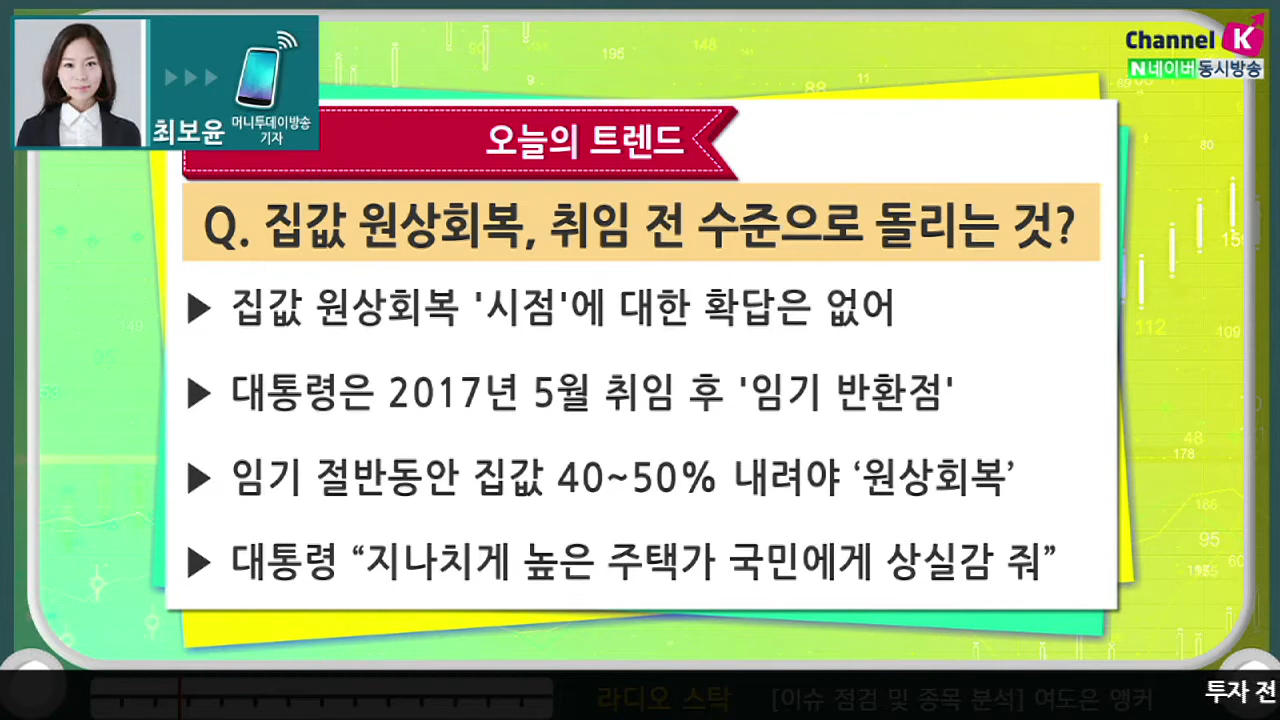 Channel K
N 네이버 동시방송
최보윤 머니투데이방송 기자
오늘의 트렌드
Q. 집값 원상회복, 취임 전 수준으로 돌리는 것?
▶ 집값 원상회복 '시점'에 대한 확답은 없어
▶ 대통령은 2017년 5월 취임 후 '임기 반환점'
▶ 임기 절반동안 집값 40~50% 내려야 ‘원상회복’
▶ 대통령 “지나치게 높은 주택가 국민에게 상실감 줘”
라디오 스탁 [이슈 점검 및 종목 분석] 여도은 앵커
투자 전